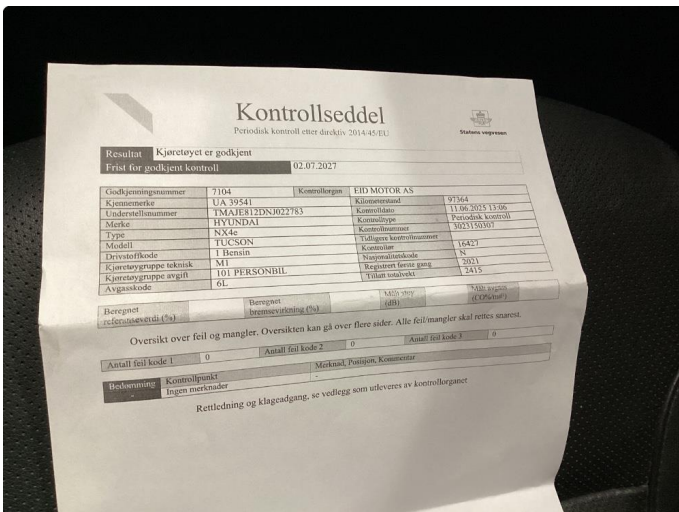 Kontrollseddel
Periodisk kontroll etter direktiv 2014/45/EU
Statens vegvesen
Resultat Kjøretøyet er godkjent
Frist for godkjent kontroll 02.07.2027
Godkjenningsnummer 7104 Kontrollorgan EID MOTOR AS
Kjennemerke UA 39541 Kilometerstand 97364
Understellsnummer TMAJE812DNJ022783 Kontrolldato 11.06.2025 13:06
Merke HYUNDAI Kontrolltype Periodisk kontroll
Type NX4e Kontrollnummer 3023150307
Modell TUCSON Tidligere kontrollnummer
Drivstoffkode 1 Bensin Kontrollør 16427
Kjøretøygruppe teknisk M1 Nasjonalitetskode N
Kjøretøygruppe avgift 101 PERSONBIL Registrert første gang 2021
Avgasskode 6L Tillatt totalvekt 2415
Beregnet referanseverdi (%) Beregnet bremsevirkning (%) Målt støy (dB) Målt avgass
Oversikt over feil og mangler. Oversikten kan gå over flere sider. Alle feil/mangler skal rettes snarest.
Antall feil kode 1 0 Antall feil kode 2 0 Antall feil kode 3 0
Bedømming Kontrollpunkt Merknad, Posisjon, Kommentar
- Ingen merknader -
Rettledning og klageadgang, se vedlegg som utleveres av kontrollorganet